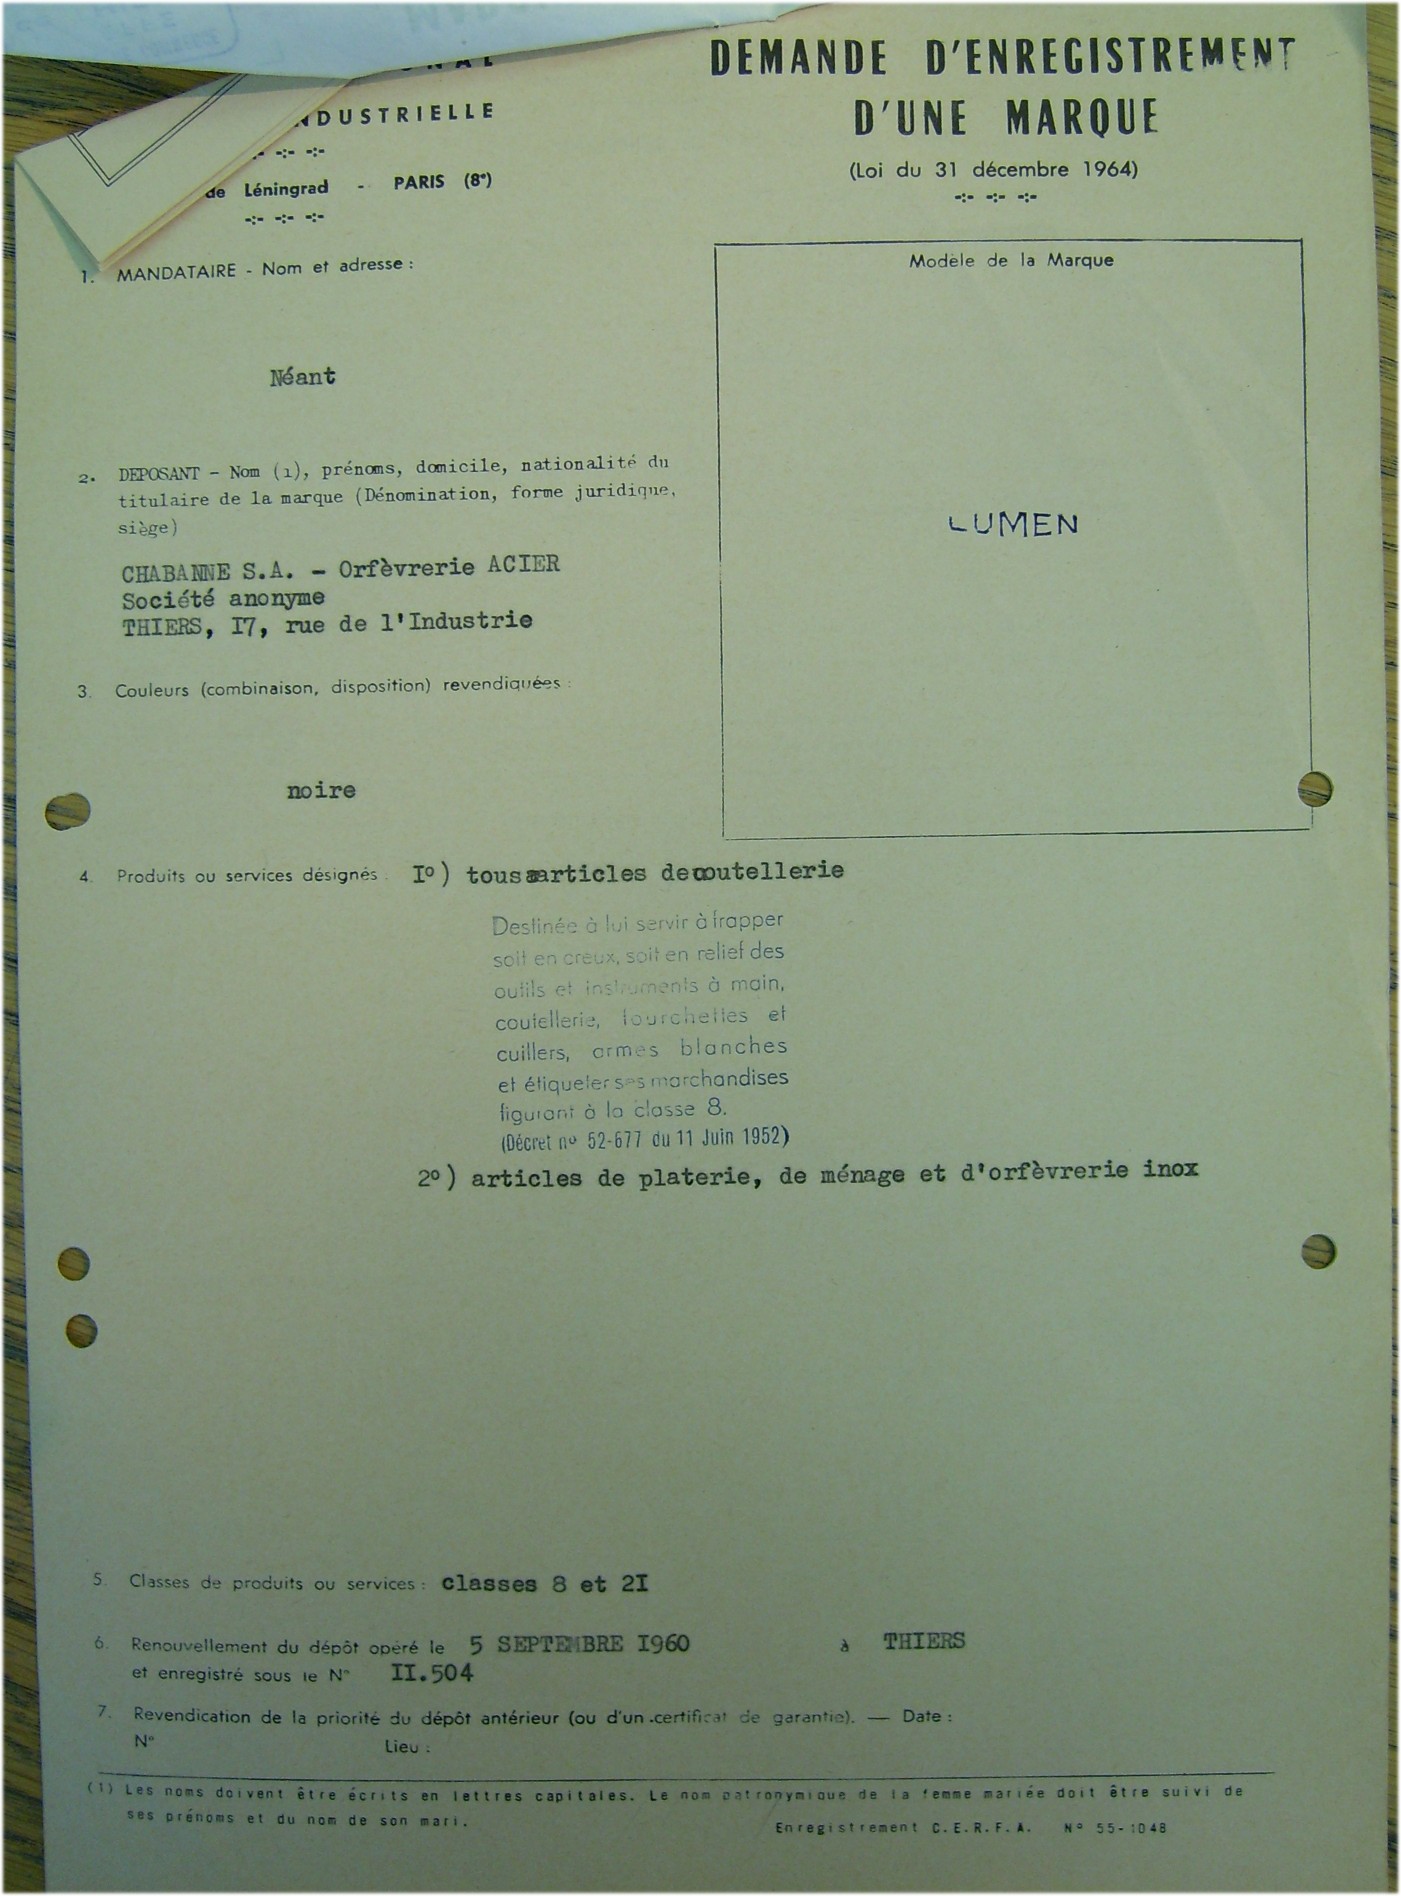 INDUSTRIELLE
-:- -:- -:-
de Léningrad - PARIS (8e)
-:- -:- -:-
DEMANDE D'ENREGISTREMENT
D'UNE MARQUE
(Loi du 31 décembre 1964)
-:- -:- -:-
1. MANDATAIRE - Nom et adresse :
Néant
2. DEPOSANT - Nom (1), prénoms, domicile, nationalité du
titulaire de la marque (Dénomination, forme juridique,
siège)
CHABANNE S.A. - Orfèvrerie ACIER
Société anonyme
THIERS, I7, rue de l'Industrie
3. Couleurs (combinaison, disposition) revendiquées :
noire
Modèle de la Marque
LUMEN
4. Produits ou services désignés : I°) tous articles de coutellerie
Destinée à lui servir à frapper
soit en creux, soit en relief des
outils et instruments à main,
coutellerie, fourchettes et
cuillers, armes blanches
et étiqueter ses marchandises
figurant à la classe 8.
(Décret n° 52-677 du 11 Juin 1952)
2°) articles de platerie, de ménage et d'orfèvrerie inox
5. Classes de produits ou services : classes 8 et 2I
6. Renouvellement du dépôt opéré le 5 SEPTEMBRE I960 à THIERS
et enregistré sous le N° II.504
7. Revendication de la priorité du dépôt antérieur (ou d'un certificat de garantie). — Date :
N° Lieu :
(1) Les noms doivent être écrits en lettres capitales. Le nom patronymique de la femme mariée doit être suivi de
ses prénoms et du nom de son mari.
Enregistrement C.E.R.F.A. N° 55-1048